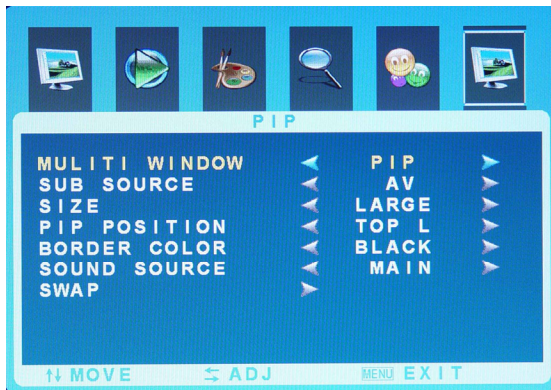 PIP
MULITI WINDOW PIP
SUB SOURCE AV
SIZE LARGE
PIP POSITION TOP L
BORDER COLOR BLACK
SOUND SOURCE MAIN
SWAP
MOVE ADJ MENU EXIT